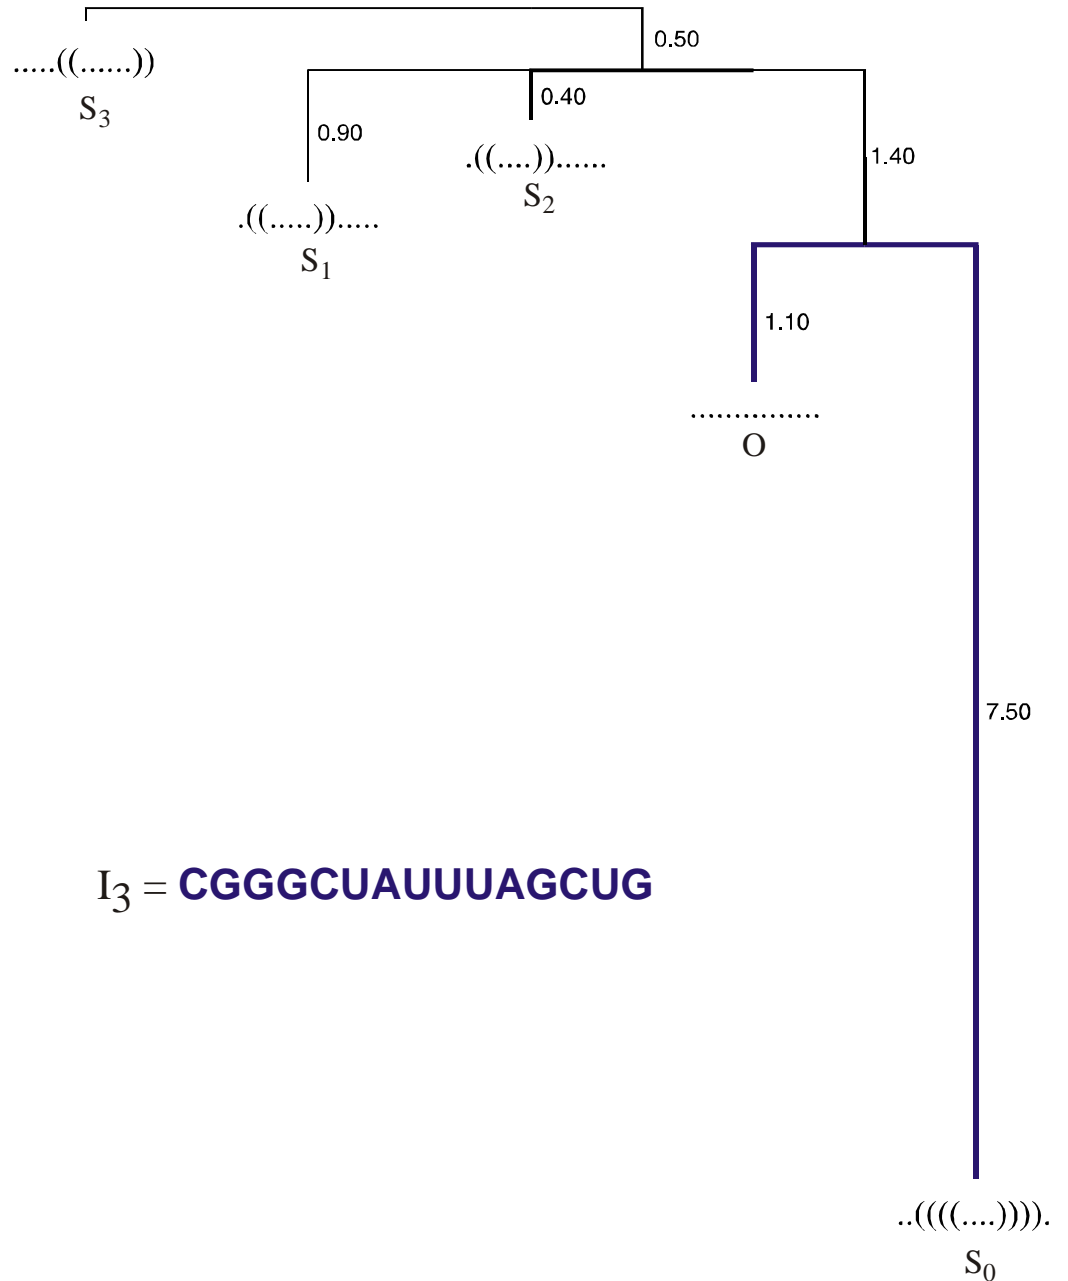 0.50
.....((......))
S3
0.90
0.40
1.40
.((....))......
S2
.((.....)).....
S1
1.10
...............
O
7.50
I3 = CGGGCUAUUUAGCUG
..((((....)))).
S0